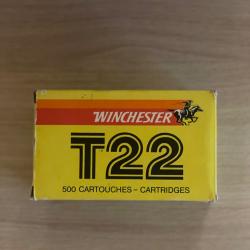 WINCHESTER
T22
500 CARTOUCHES - CARTRIDGES